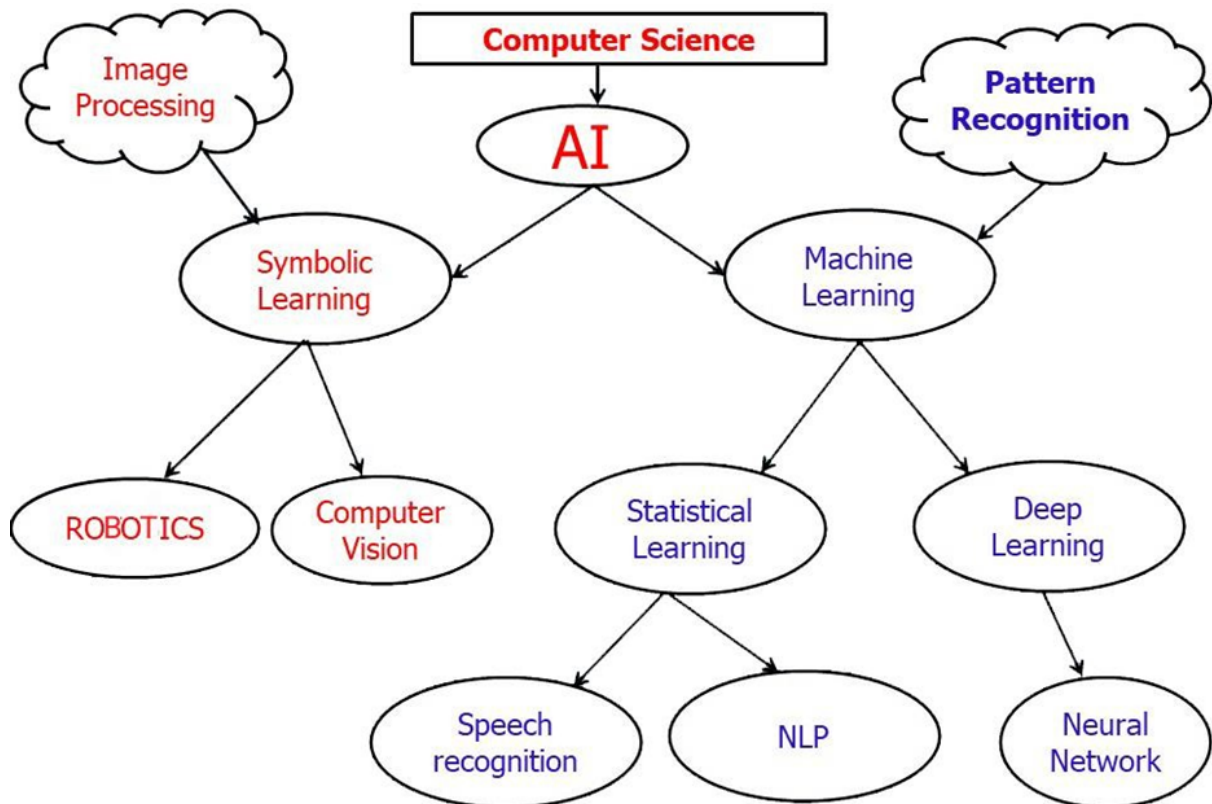 Computer Science
Image
Processing
AI
Pattern
Recognition
Symbolic
Learning
Machine
Learning
ROBOTICS
Computer
Vision
Statistical
Learning
Deep
Learning
Speech
recognition
NLP
Neural
Network